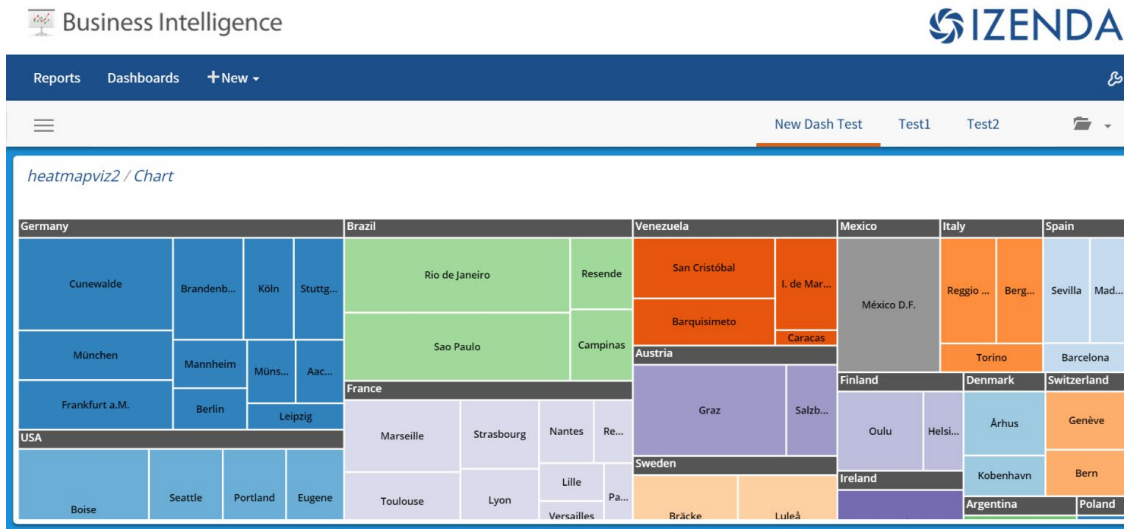 Business Intelligence
IZENDA
Reports Dashboards +New
New Dash Test Test1 Test2
heatmapviz2 / Chart
Germany
Cunewalde
Brandenb...
Köln
Stuttg...
München
Mannheim
Müns...
Aac...
Frankfurt a.M.
Berlin
Leipzig
USA
Boise
Seattle
Portland
Eugene
Brazil
Rio de Janeiro
Resende
Sao Paulo
Campinas
France
Marseille
Strasbourg
Nantes
Re...
Toulouse
Lyon
Lille
Pa...
Versailles
Venezuela
San Cristóbal
I. de Mar...
Barquisimeto
Caracas
Austria
Graz
Salzb...
Sweden
Bräcke
Luleå
Mexico
México D.F.
Italy
Reggio ...
Berg...
Torino
Spain
Sevilla
Mad...
Barcelona
Finland
Oulu
Helsi...
Denmark
Århus
Kobenhavn
Switzerland
Genève
Bern
Ireland
Argentina
Poland